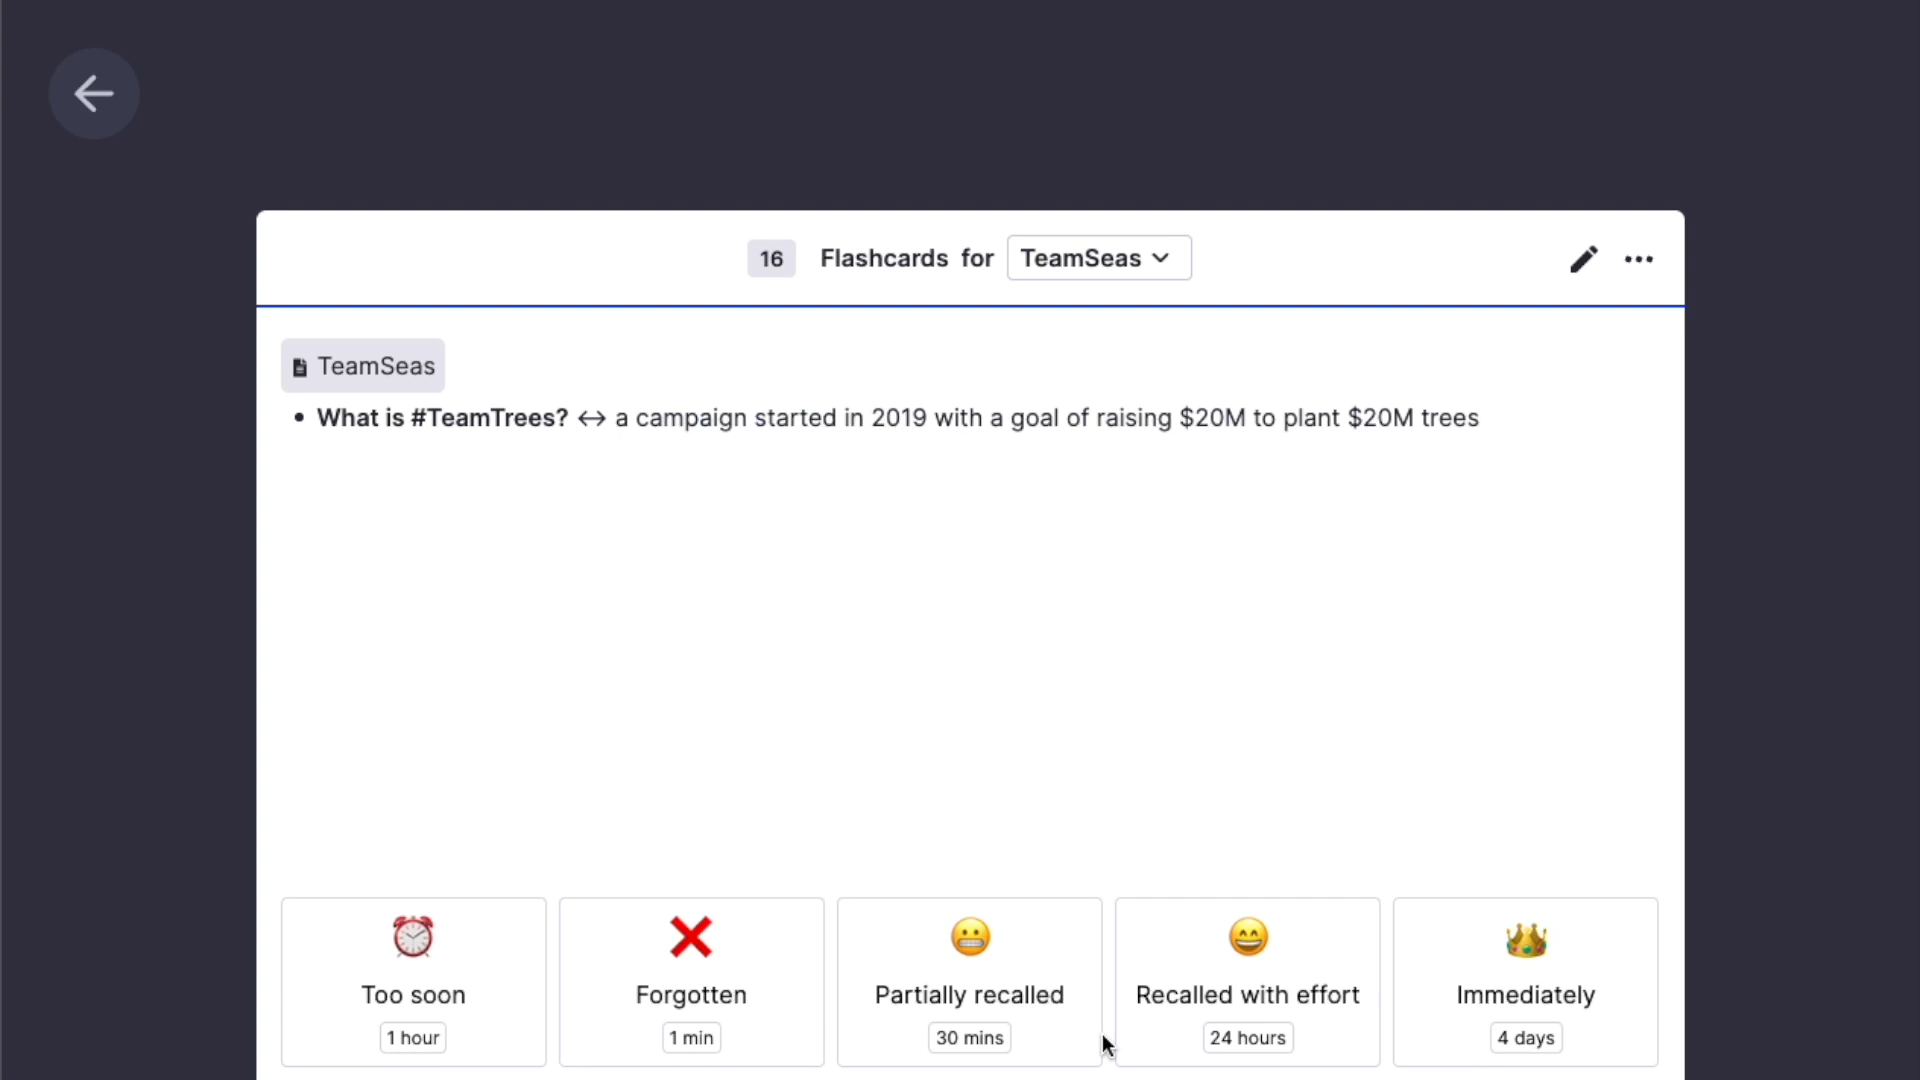 16 Flashcards for TeamSeas
TeamSeas
• What is #TeamTrees? ↔ a campaign started in 2019 with a goal of raising $20M to plant $20M trees
Too soon
1 hour
Forgotten
1 min
Partially recalled
30 mins
Recalled with effort
24 hours
Immediately
4 days